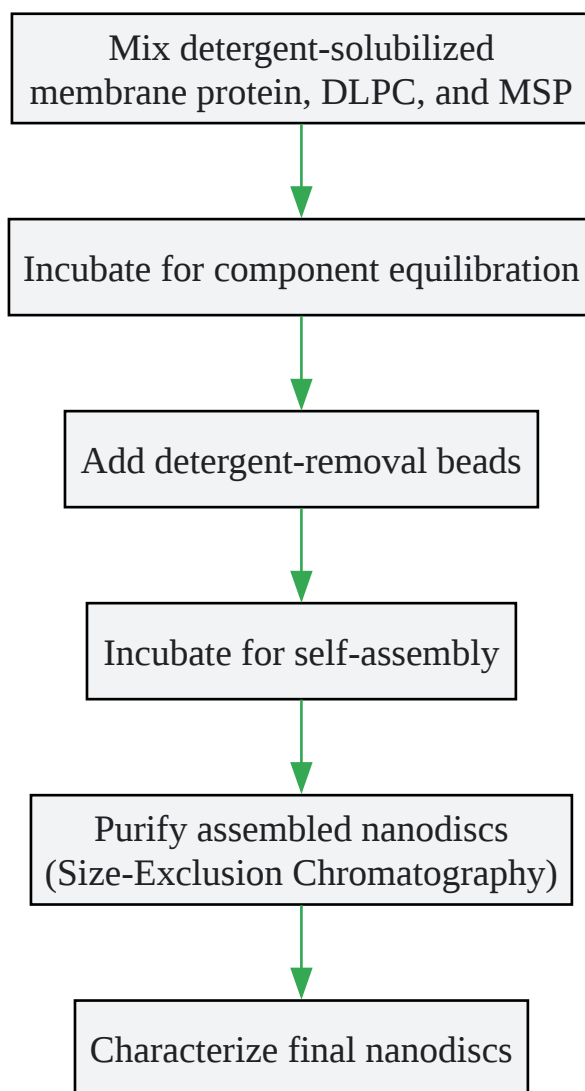 Mix detergent-solubilized
membrane protein, DLPC, and MSP
Incubate for component equilibration
Add detergent-removal beads
Incubate for self-assembly
Purify assembled nanodiscs
(Size-Exclusion Chromatography)
Characterize final nanodiscs